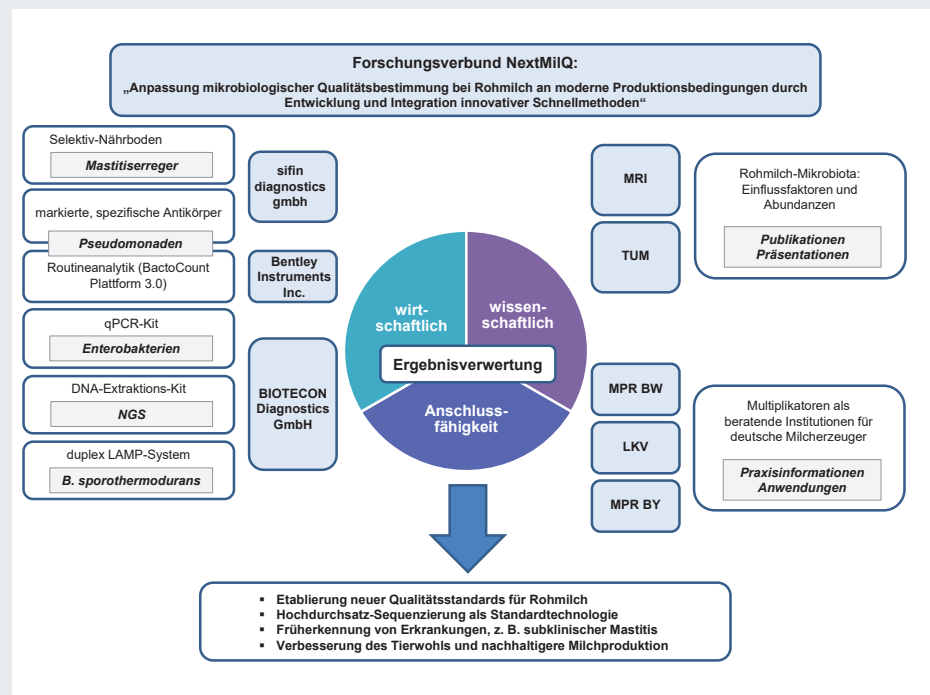 Forschungsverbund NextMilQ:
„Anpassung mikrobiologischer Qualitätsbestimmung bei Rohmilch an moderne Produktionsbedingungen durch
Entwicklung und Integration innovativer Schnellmethoden“
Selektiv-Nährboden
Mastitiserreger
markierte, spezifische Antikörper
Pseudomonaden
Routineanalytik (BactoCount
Plattform 3.0)
qPCR-Kit
Enterobakterien
DNA-Extraktions-Kit
NGS
duplex LAMP-System
B. sporothermodurans
sifin
diagnostics
gmbh
Bentley
Instruments
Inc.
BIOTECON
Diagnostics
GmbH
wirt-
schaftlich
wissen-
schaftlich
Ergebnisverwertung
Anschluss-
fähigkeit
MRI
TUM
MPR BW
LKV
MPR BY
Rohmilch-Mikrobiota:
Einflussfaktoren und
Abundanzen
Publikationen
Präsentationen
Multiplikatoren als
beratende Institutionen für
deutsche Milcherzeuger
Praxisinformationen
Anwendungen
▪ Etablierung neuer Qualitätsstandards für Rohmilch
▪ Hochdurchsatz-Sequenzierung als Standardtechnologie
▪ Früherkennung von Erkrankungen, z. B. subklinischer Mastitis
▪ Verbesserung des Tierwohls und nachhaltigere Milchproduktion